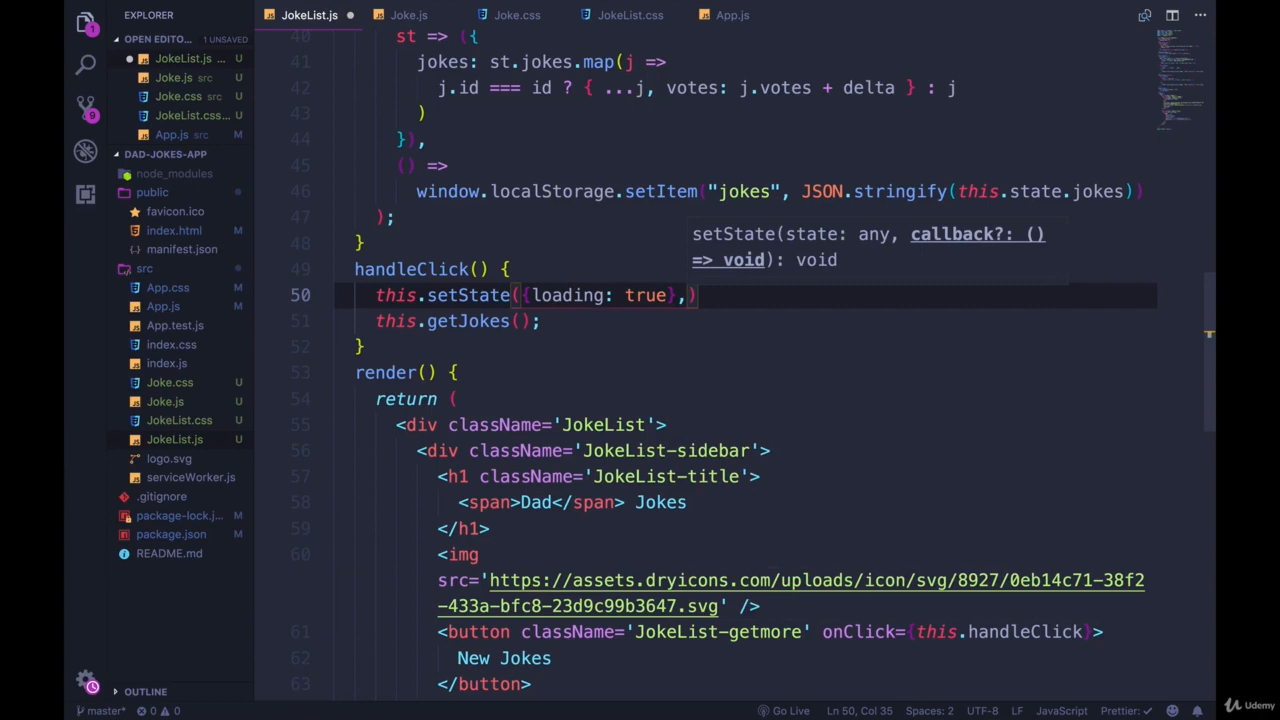 EXPLORER
JokeList.js
Joke.js
Joke.css
JokeList.css
App.js
OPEN EDITO... 1 UNSAVED
JokeList.js ... U
Joke.js src U
Joke.css src U
JokeList.css... U
App.js src M
DAD-JOKES-APP
node_modules
public
favicon.ico
index.html M
manifest.json
src
App.css M
App.js M
App.test.js
index.css M
index.js
Joke.css U
Joke.js U
JokeList.css U
JokeList.js U
logo.svg
serviceWorker.js
.gitignore
package-lock.j... M
package.json M
README.md
OUTLINE
1
9
40 st => ({
41 jokes: st.jokes.map(j =>
42 j.id === id ? { ...j, votes: j.votes + delta } : j
43 )
44 }),
45 () =>
46 window.localStorage.setItem("jokes", JSON.stringify(this.state.jokes))
47 );
48 }
49 handleClick() {
50 this.setState({loading: true},)
51 this.getJokes();
52 }
53 render() {
54 return (
55 <div className='JokeList'>
56 <div className='JokeList-sidebar'>
57 <h1 className='JokeList-title'>
58 <span>Dad</span> Jokes
59 </h1>
60 <img
src='https://assets.dryicons.com/uploads/icon/svg/8927/0eb14c71-38f2
-433a-bfc8-23d9c99b3647.svg' />
61 <button className='JokeList-getmore' onClick={this.handleClick}>
62 New Jokes
63 </button>
setState(state: any, callback?: ()
=> void): void
master* 0 0 Go Live Ln 50, Col 35 Spaces: 2 UTF-8 LF JavaScript Prettier: ✓
Udemy